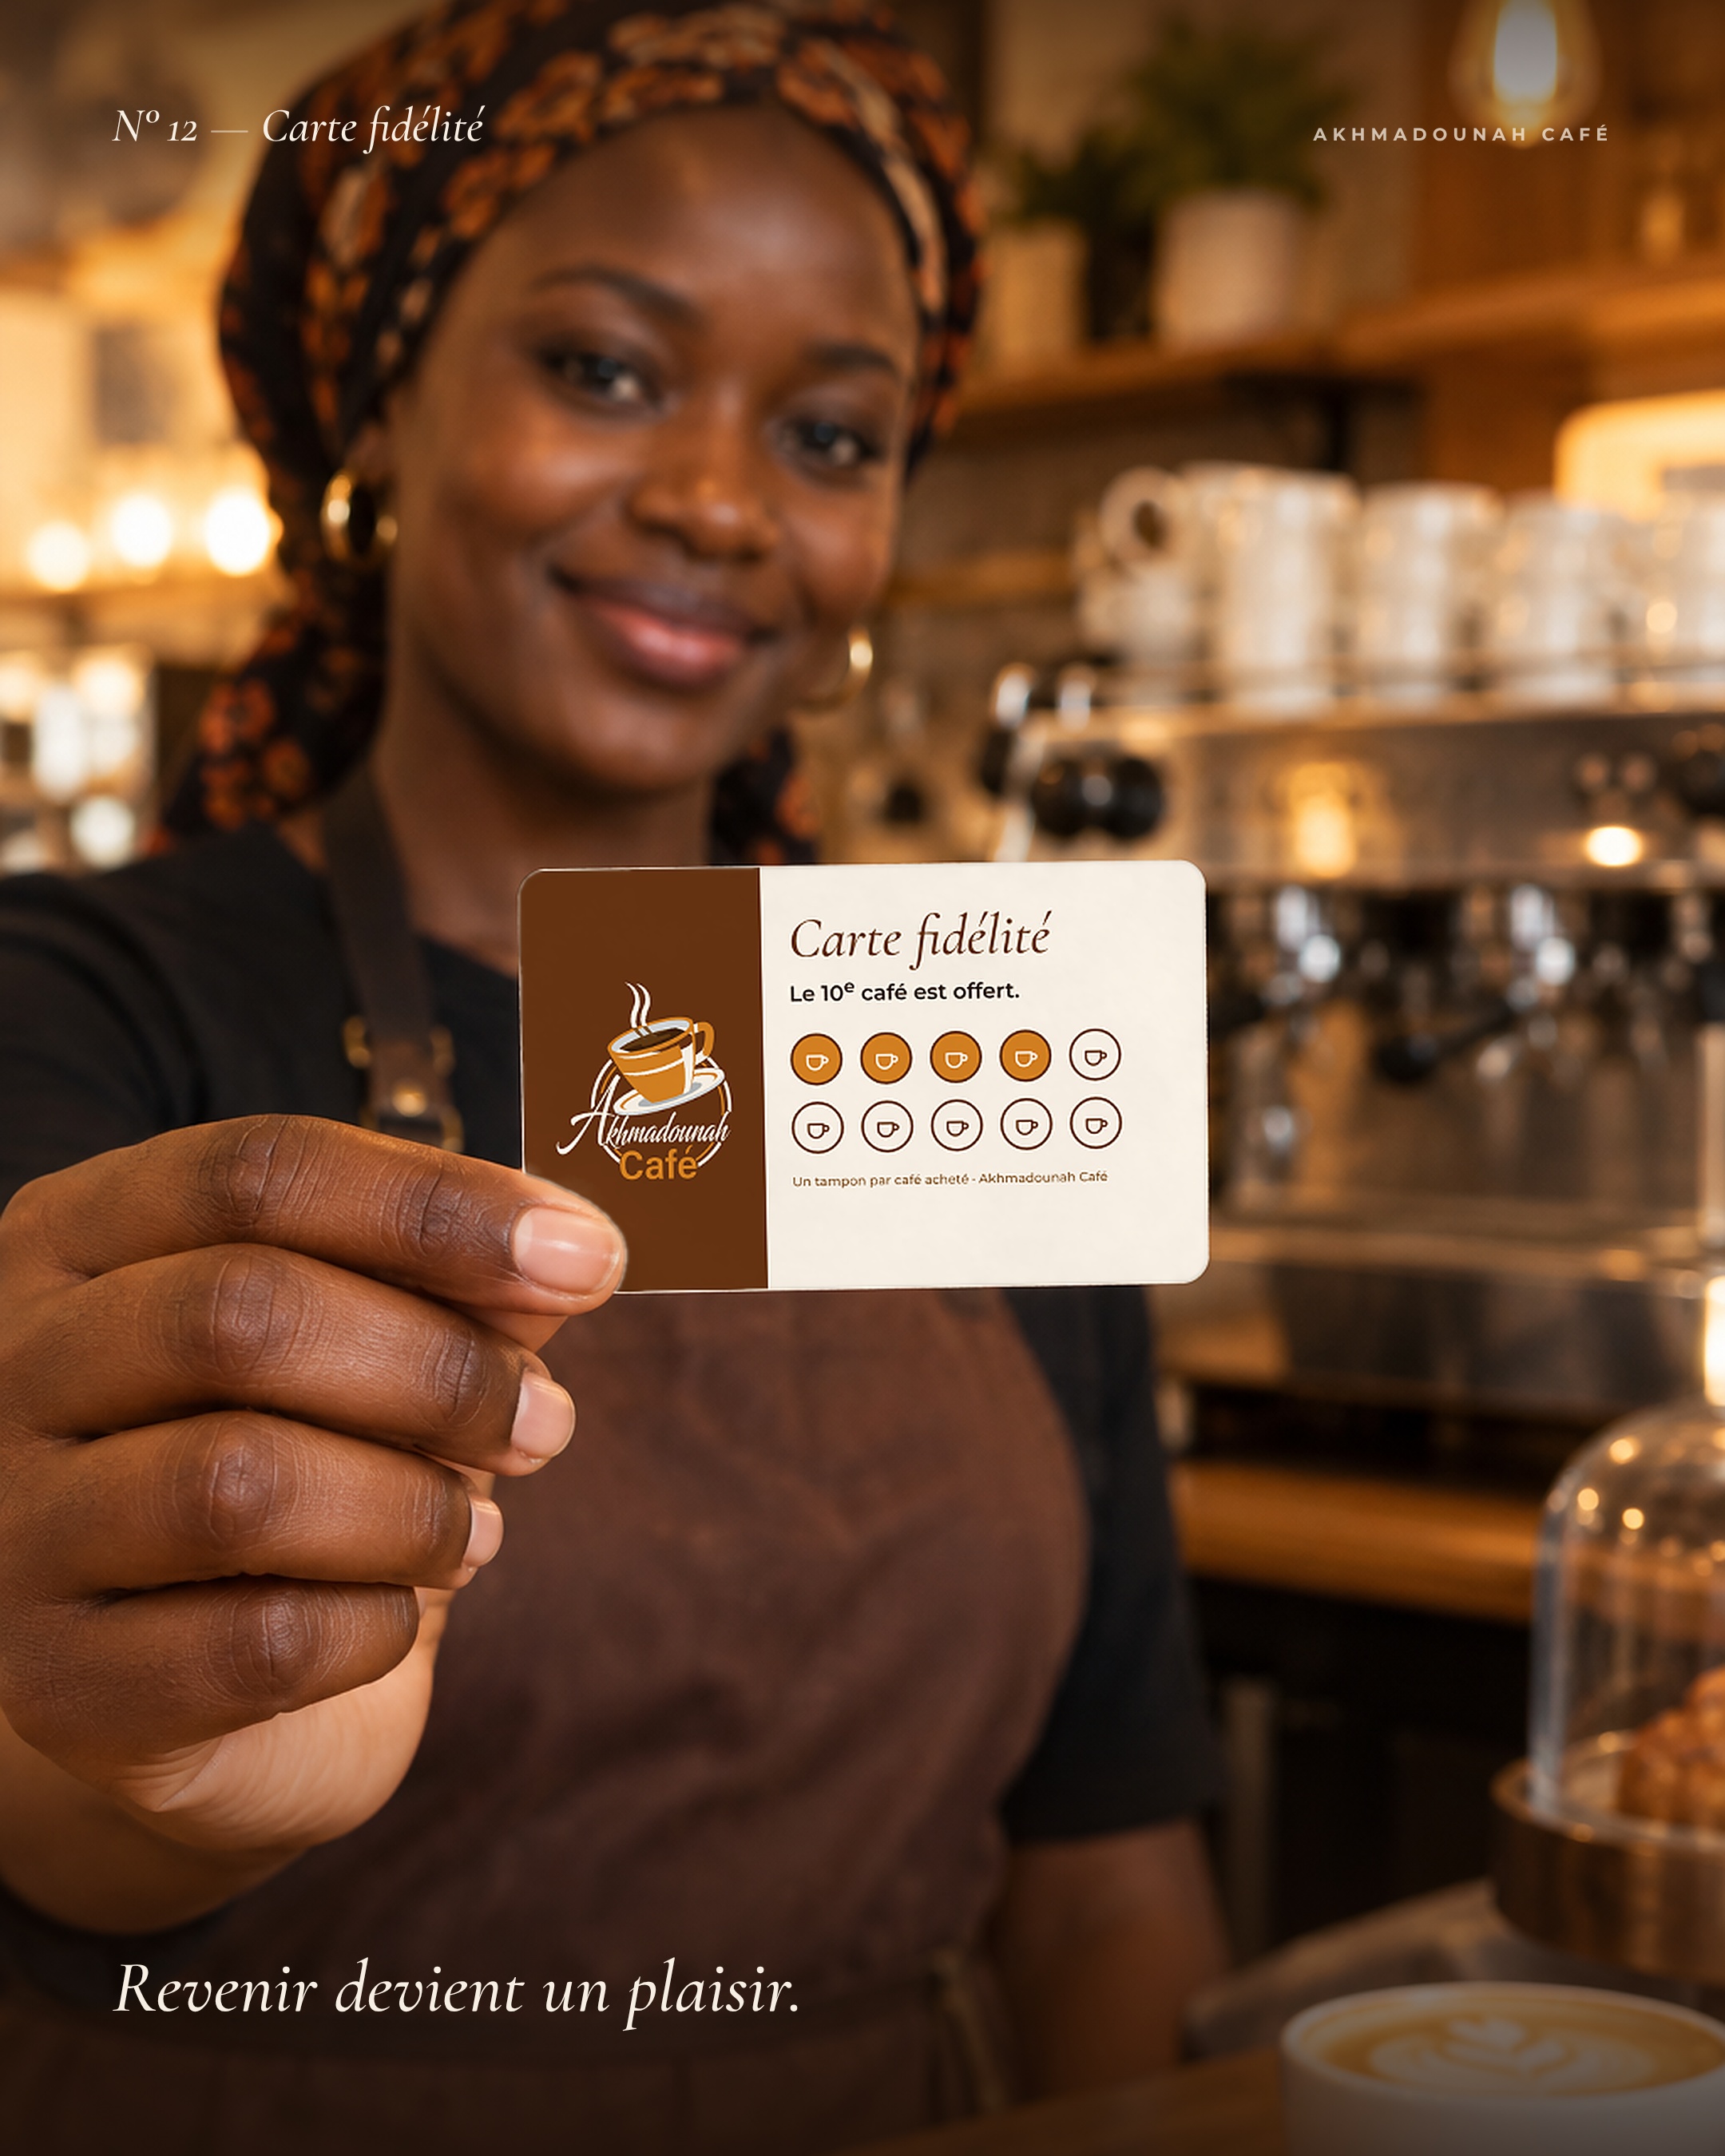 Nº 12 — Carte fidélité
AKHMADOUNAH CAFÉ
Carte fidélité
Le 10e café est offert.
Akhmadounah
Café
Un tampon par café acheté - Akhmadounah Café
Revenir devient un plaisir.